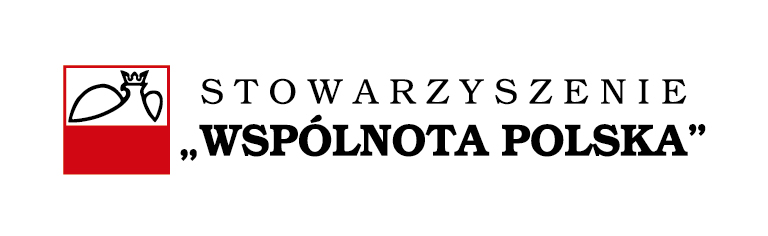 STOWARZYSZENIE
„WSPÓLNOTA POLSKA”